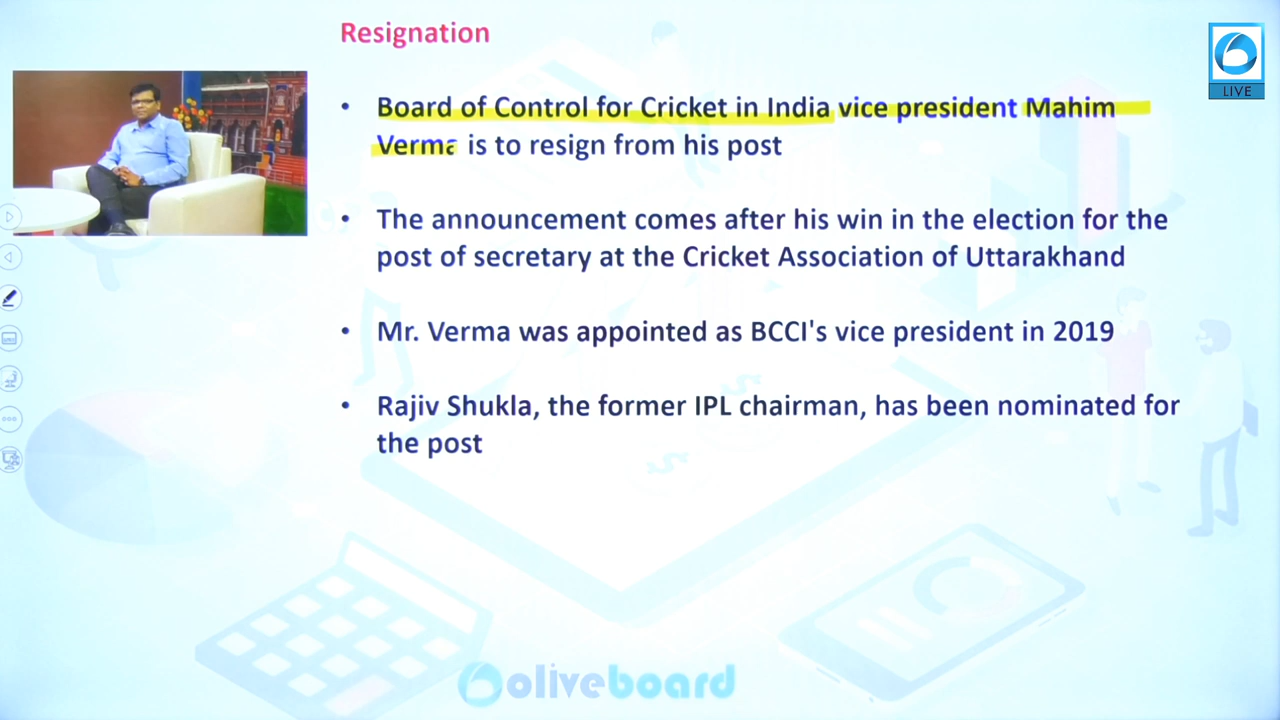 Resignation
LIVE
• Board of Control for Cricket in India vice president Mahim
Verma is to resign from his post
• The announcement comes after his win in the election for the
post of secretary at the Cricket Association of Uttarakhand
• Mr. Verma was appointed as BCCI's vice president in 2019
• Rajiv Shukla, the former IPL chairman, has been nominated for
the post
oliveboard